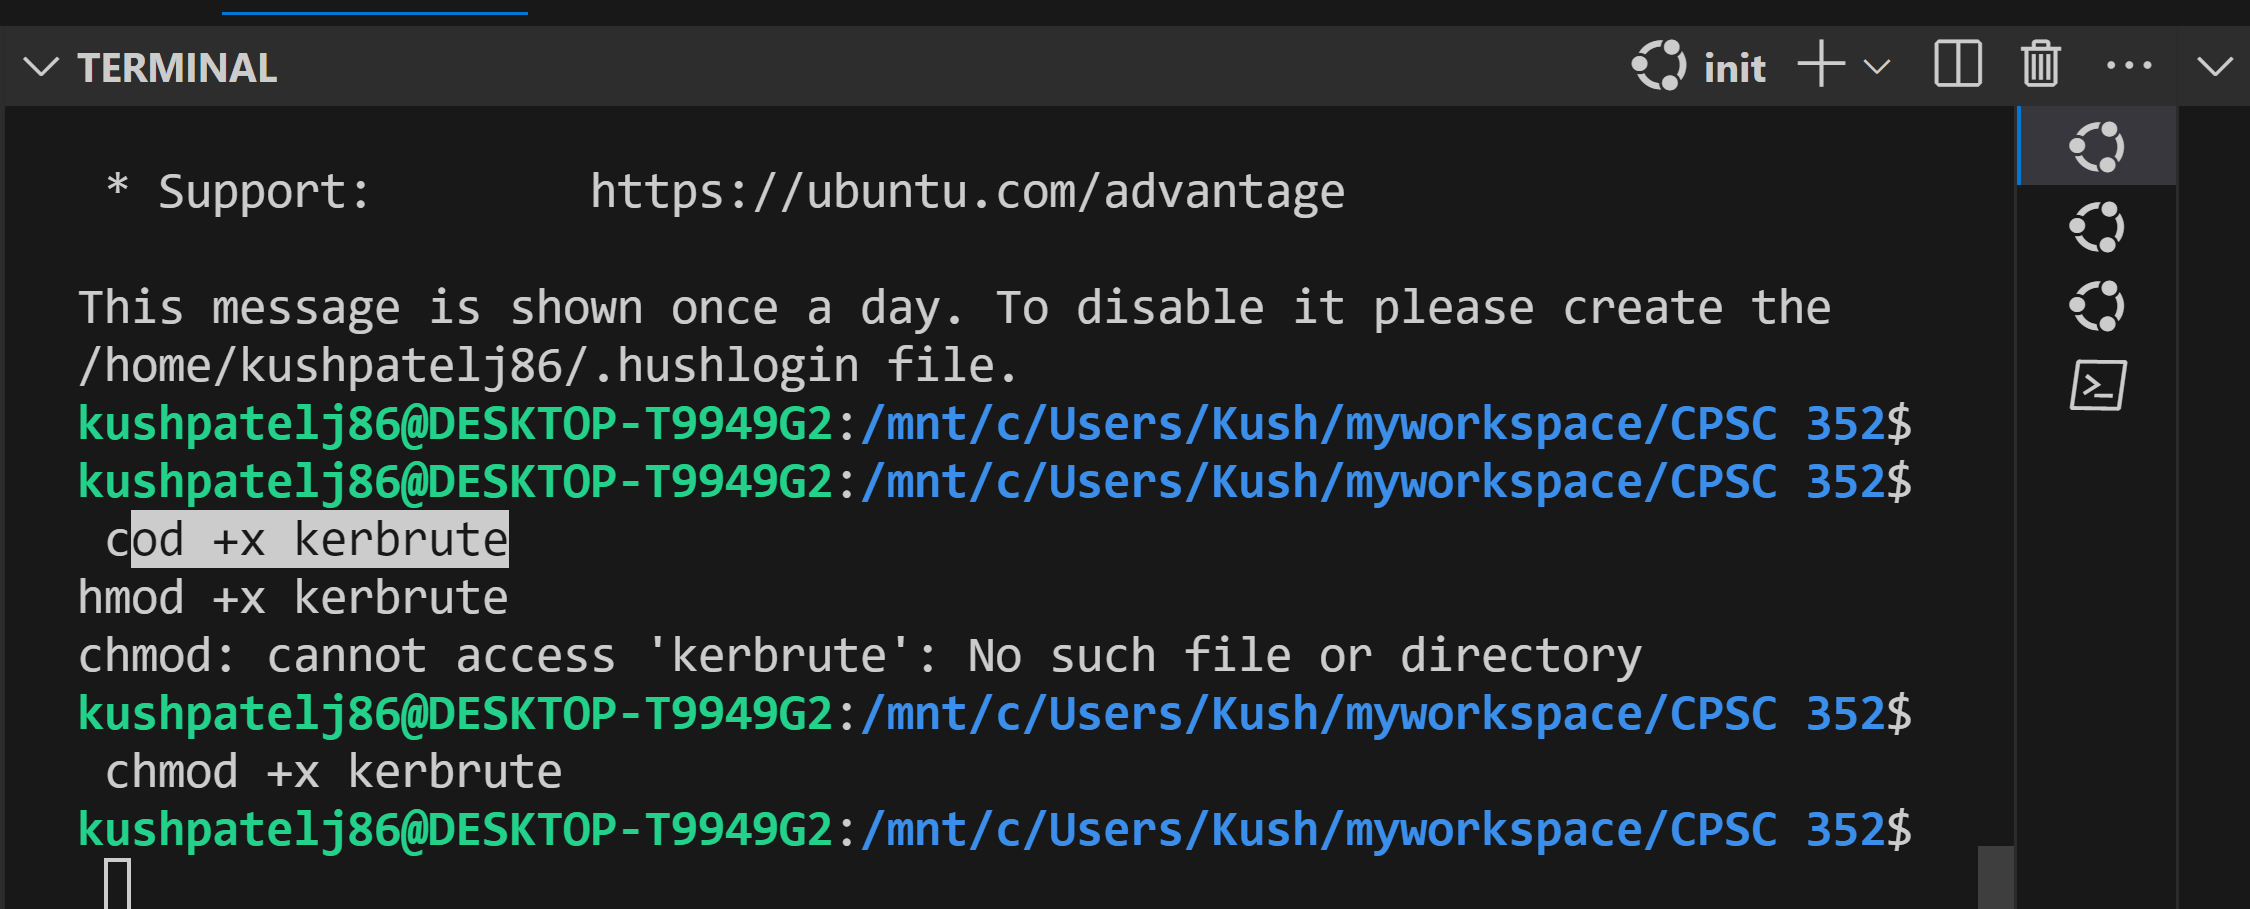 TERMINAL
init
* Support: https://ubuntu.com/advantage
This message is shown once a day. To disable it please create the
/home/kushpatelj86/.hushlogin file.
kushpatelj86@DESKTOP-T9949G2:/mnt/c/Users/Kush/myworkspace/CPSC 352$
kushpatelj86@DESKTOP-T9949G2:/mnt/c/Users/Kush/myworkspace/CPSC 352$
cod +x kerbrute
hmod +x kerbrute
chmod: cannot access 'kerbrute': No such file or directory
kushpatelj86@DESKTOP-T9949G2:/mnt/c/Users/Kush/myworkspace/CPSC 352$
chmod +x kerbrute
kushpatelj86@DESKTOP-T9949G2:/mnt/c/Users/Kush/myworkspace/CPSC 352$